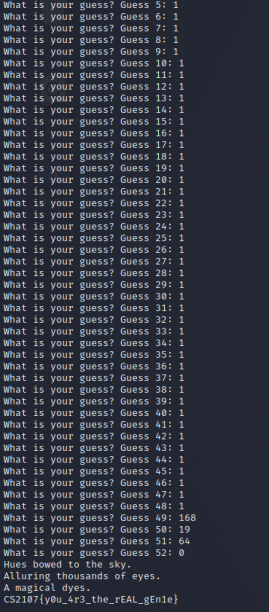 What is your guess? Guess 5: 1
What is your guess? Guess 6: 1
What is your guess? Guess 7: 1
What is your guess? Guess 8: 1
What is your guess? Guess 9: 1
What is your guess? Guess 10: 1
What is your guess? Guess 11: 1
What is your guess? Guess 12: 1
What is your guess? Guess 13: 1
What is your guess? Guess 14: 1
What is your guess? Guess 15: 1
What is your guess? Guess 16: 1
What is your guess? Guess 17: 1
What is your guess? Guess 18: 1
What is your guess? Guess 19: 1
What is your guess? Guess 20: 1
What is your guess? Guess 21: 1
What is your guess? Guess 22: 1
What is your guess? Guess 23: 1
What is your guess? Guess 24: 1
What is your guess? Guess 25: 1
What is your guess? Guess 26: 1
What is your guess? Guess 27: 1
What is your guess? Guess 28: 1
What is your guess? Guess 29: 1
What is your guess? Guess 30: 1
What is your guess? Guess 31: 1
What is your guess? Guess 32: 1
What is your guess? Guess 33: 1
What is your guess? Guess 34: 1
What is your guess? Guess 35: 1
What is your guess? Guess 36: 1
What is your guess? Guess 37: 1
What is your guess? Guess 38: 1
What is your guess? Guess 39: 1
What is your guess? Guess 40: 1
What is your guess? Guess 41: 1
What is your guess? Guess 42: 1
What is your guess? Guess 43: 1
What is your guess? Guess 44: 1
What is your guess? Guess 45: 1
What is your guess? Guess 46: 1
What is your guess? Guess 47: 1
What is your guess? Guess 48: 1
What is your guess? Guess 49: 168
What is your guess? Guess 50: 19
What is your guess? Guess 51: 64
What is your guess? Guess 52: 0
Hues bowed to the sky.
Alluring thousands of eyes.
A magical dyes.
CS2107{y0u_4r3_the_rEAL_gEn1e}